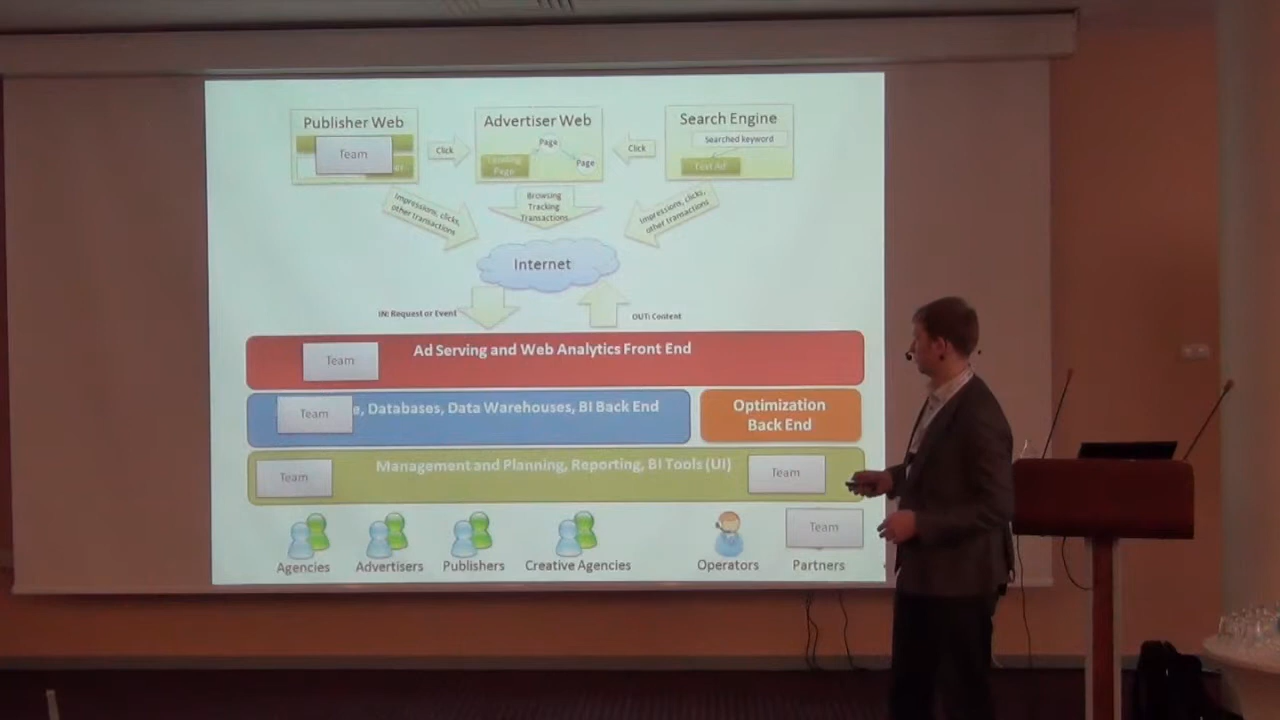 Publisher Web
Team
Click
Advertiser Web
Page
Landing
Page
Page
Click
Search Engine
Searched keyword
Text Ad
Impressions, clicks,
other transactions
Browsing
Tracking
Transactions
Impressions, clicks,
other transactions
Internet
IN: Request or Event
OUT: Content
Team
Ad Serving and Web Analytics Front End
Team
e, Databases, Data Warehouses, BI Back End
Optimization
Back End
Team
Management and Planning, Reporting, BI Tools (UI)
Team
Team
Agencies
Advertisers
Publishers
Creative Agencies
Operators
Partners